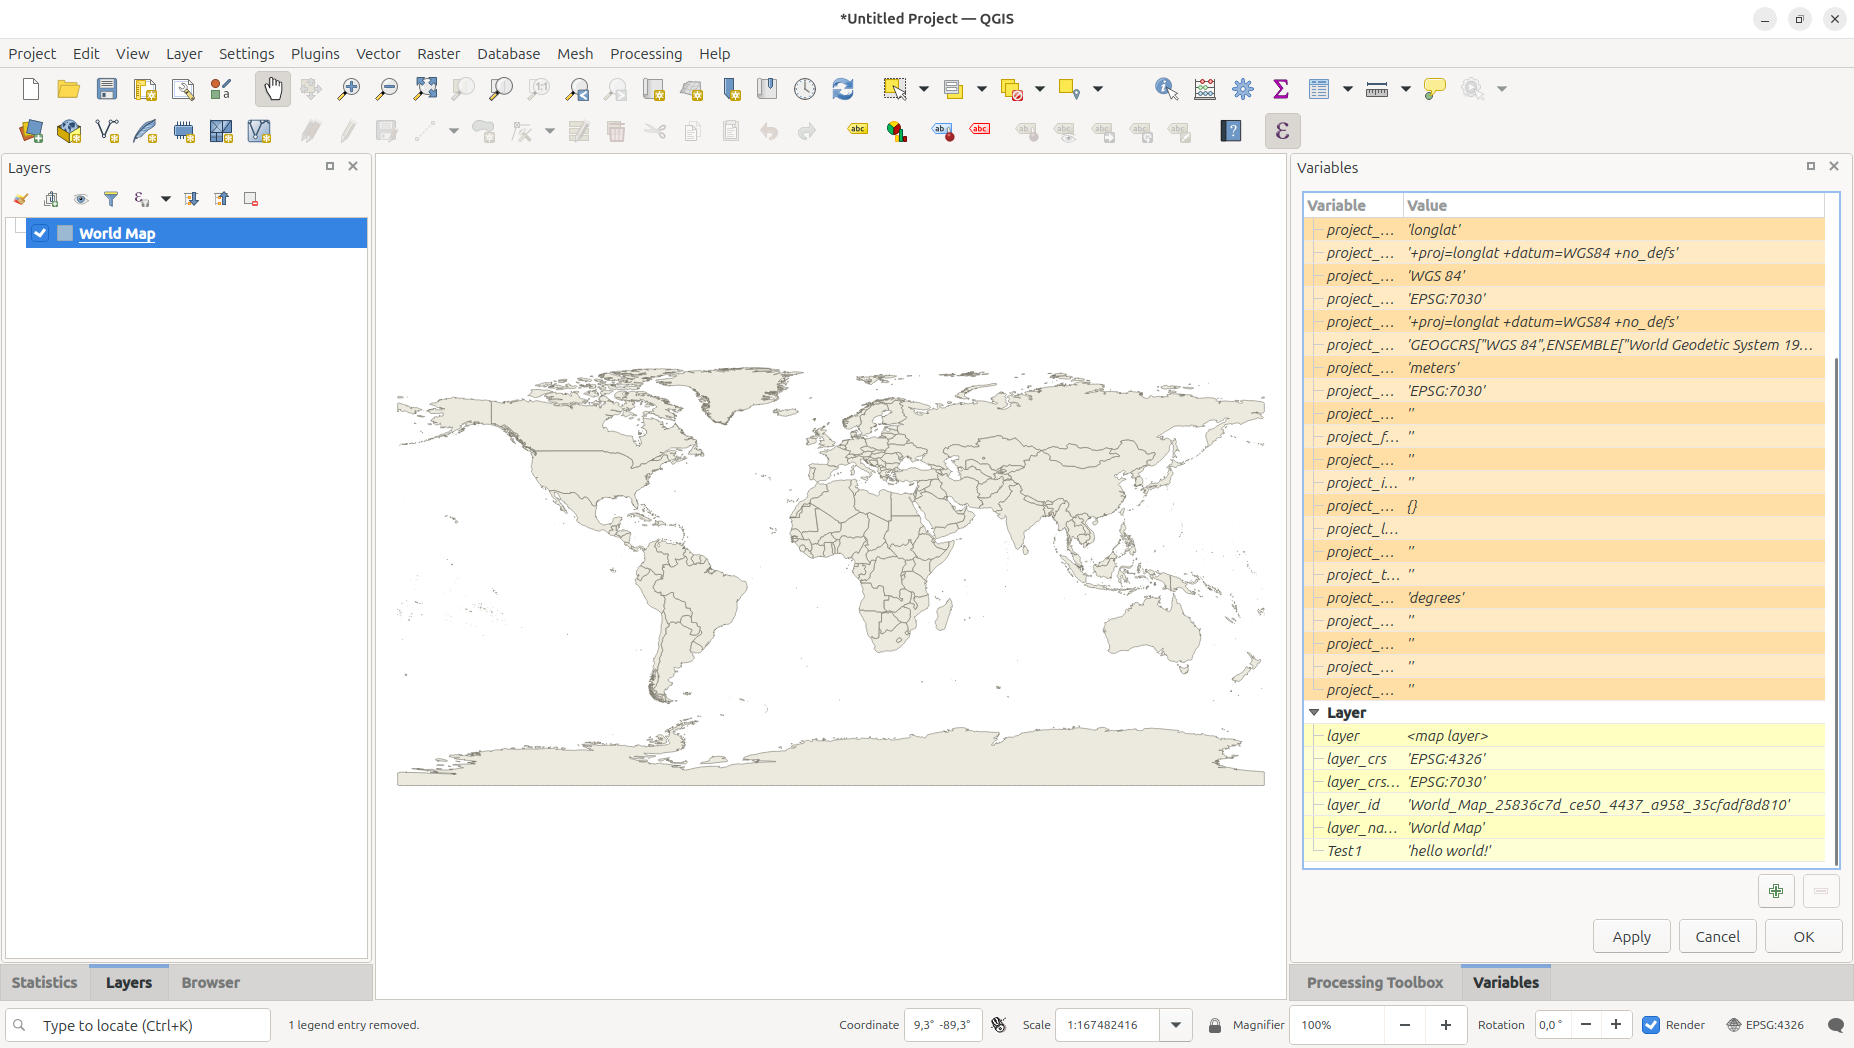 *Untitled Project — QGIS
Project Edit View Layer Settings Plugins Vector Raster Database Mesh Processing Help
Layers
World Map
Variables
Variable Value
project_... 'longlat'
project_... '+proj=longlat +datum=WGS84 +no_defs'
project_... 'WGS 84'
project_... 'EPSG:7030'
project_... '+proj=longlat +datum=WGS84 +no_defs'
project_... 'GEOGCRS["WGS 84",ENSEMBLE["World Geodetic System 19...
project_... 'meters'
project_... 'EPSG:7030'
project_... ''
project_f... ''
project_... ''
project_i... ''
project_... {}
project_l...
project_... ''
project_t... ''
project_... 'degrees'
project_... ''
project_... ''
project_... ''
project_... ''
Layer
layer <map layer>
layer_crs 'EPSG:4326'
layer_crs... 'EPSG:7030'
layer_id 'World_Map_25836c7d_ce50_4437_a958_35cfadf8d810'
layer_na... 'World Map'
Test1 'hello world!'
Apply Cancel OK
Statistics Layers Browser
Processing Toolbox Variables
Type to locate (Ctrl+K) 1 legend entry removed. Coordinate 9,3° -89,3° Scale 1:167482416 Magnifier 100% Rotation 0,0° Render EPSG:4326